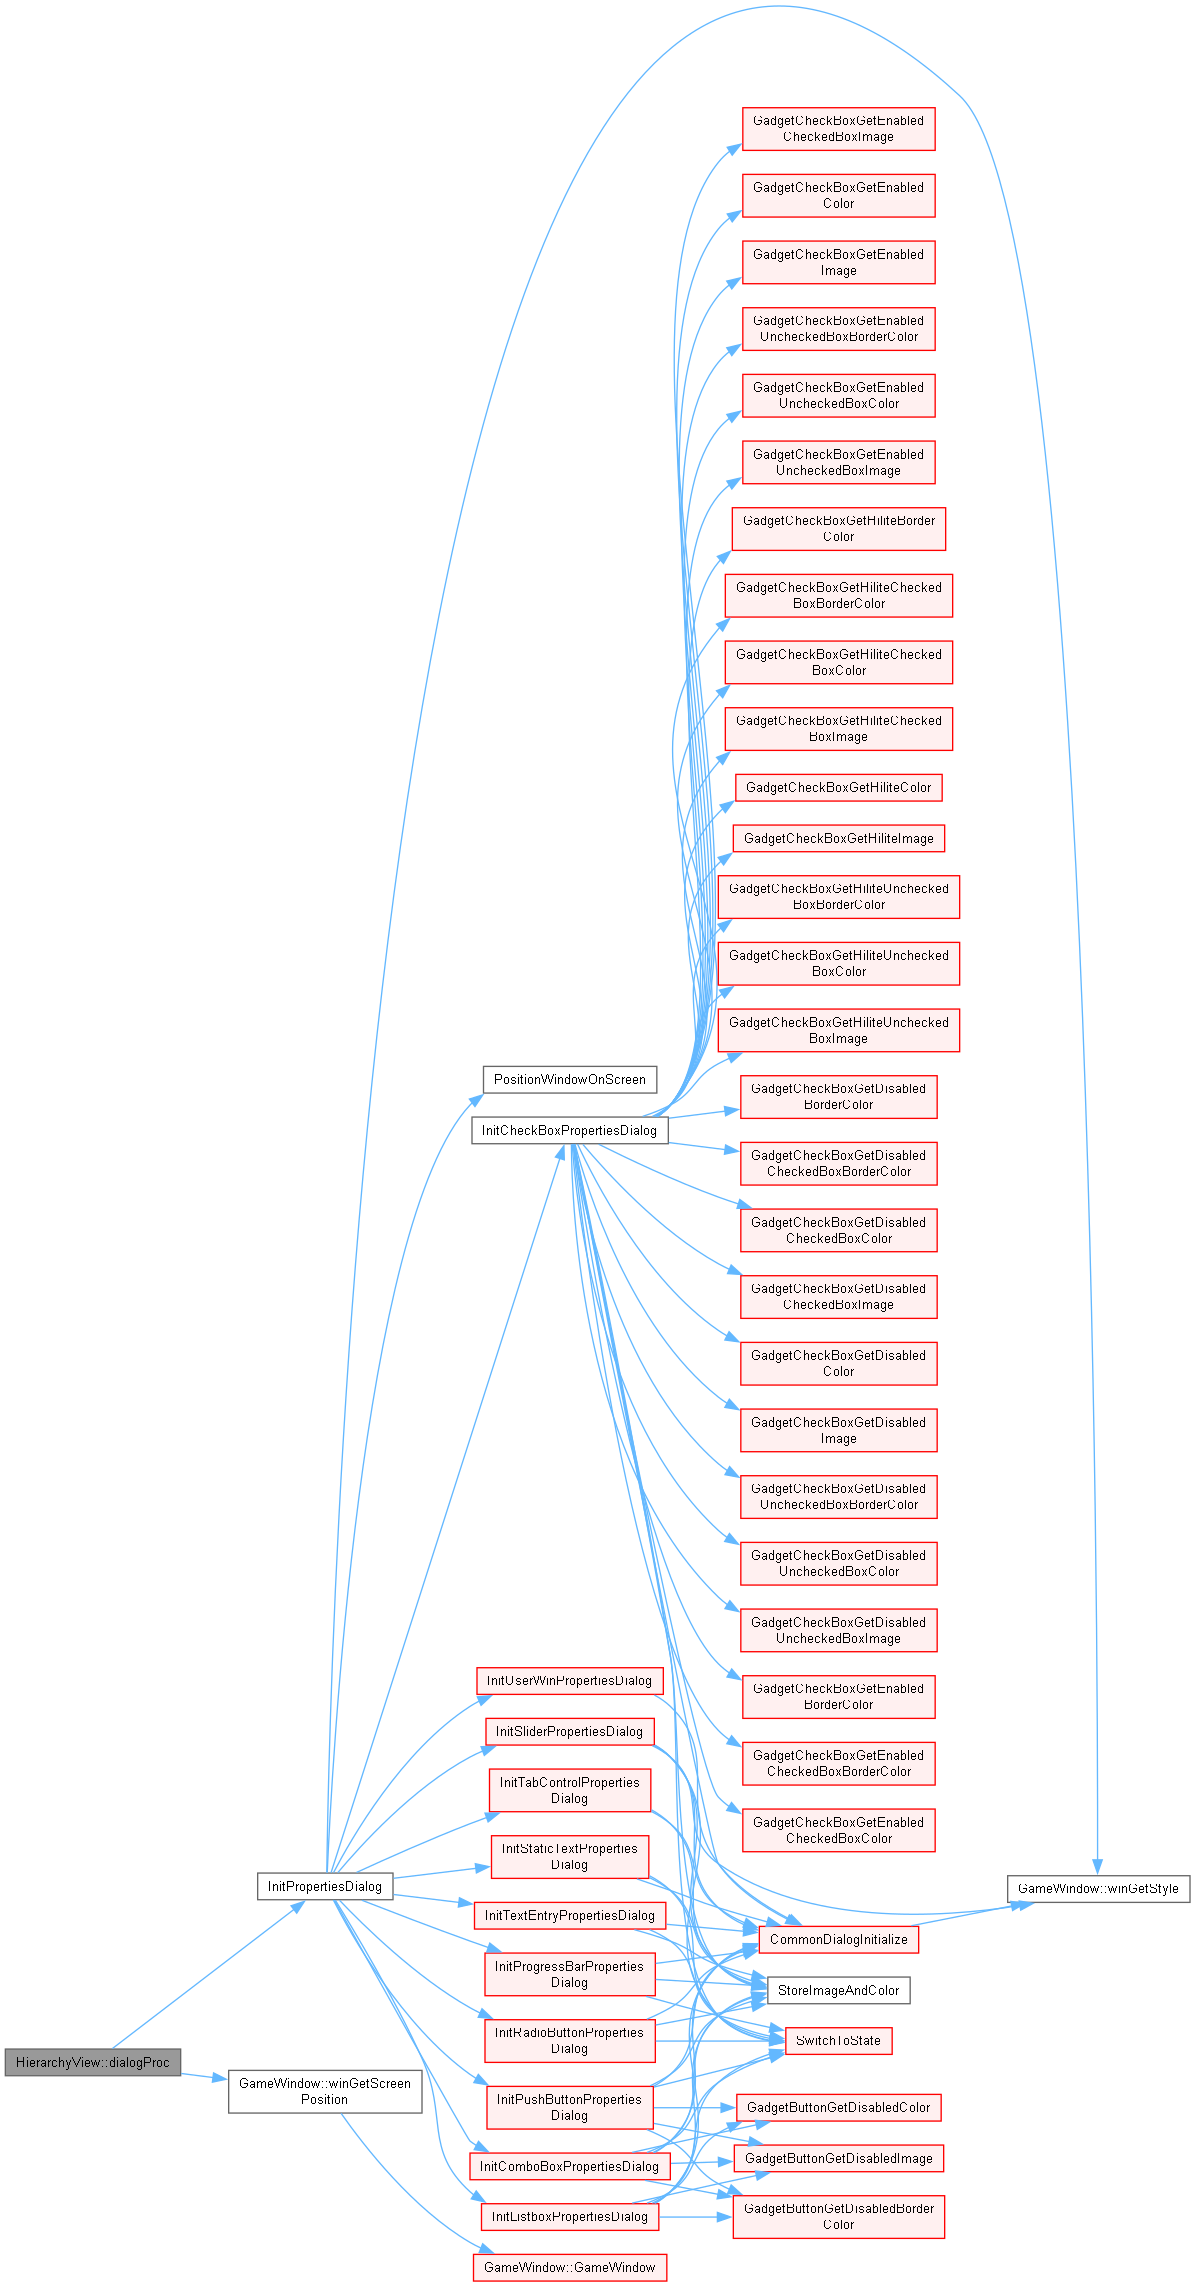 GadgetCheckBoxGetEnabled
CheckedBoxImage
GadgetCheckBoxGetEnabled
Color
GadgetCheckBoxGetEnabled
Image
GadgetCheckBoxGetEnabled
UncheckedBoxBorderColor
GadgetCheckBoxGetEnabled
UncheckedBoxColor
GadgetCheckBoxGetEnabled
UncheckedBoxImage
GadgetCheckBoxGetHiliteBorder
Color
GadgetCheckBoxGetHiliteChecked
BoxBorderColor
GadgetCheckBoxGetHiliteChecked
BoxColor
GadgetCheckBoxGetHiliteChecked
BoxImage
GadgetCheckBoxGetHiliteColor
GadgetCheckBoxGetHiliteImage
GadgetCheckBoxGetHiliteUnchecked
BoxBorderColor
GadgetCheckBoxGetHiliteUnchecked
BoxColor
GadgetCheckBoxGetHiliteUnchecked
BoxImage
PositionWindowOnScreen
InitCheckBoxPropertiesDialog
GadgetCheckBoxGetDisabled
BorderColor
GadgetCheckBoxGetDisabled
CheckedBoxBorderColor
GadgetCheckBoxGetDisabled
CheckedBoxColor
GadgetCheckBoxGetDisabled
CheckedBoxImage
GadgetCheckBoxGetDisabled
Color
GadgetCheckBoxGetDisabled
Image
GadgetCheckBoxGetDisabled
UncheckedBoxBorderColor
GadgetCheckBoxGetDisabled
UncheckedBoxColor
GadgetCheckBoxGetDisabled
UncheckedBoxImage
GadgetCheckBoxGetEnabled
BorderColor
GadgetCheckBoxGetEnabled
CheckedBoxBorderColor
GadgetCheckBoxGetEnabled
CheckedBoxColor
InitUserWinPropertiesDialog
InitSliderPropertiesDialog
InitTabControlProperties
Dialog
InitStaticTextProperties
Dialog
InitPropertiesDialog
GameWindow::winGetStyle
InitTextEntryPropertiesDialog
CommonDialogInitialize
InitProgressBarProperties
Dialog
StoreImageAndColor
InitRadioButtonProperties
Dialog
SwitchToState
HierarchyView::dialogProc
GameWindow::winGetScreen
Position
InitPushButtonProperties
Dialog
GadgetButtonGetDisabledColor
InitComboBoxPropertiesDialog
GadgetButtonGetDisabledImage
InitListboxPropertiesDialog
GadgetButtonGetDisabledBorder
Color
GameWindow::GameWindow